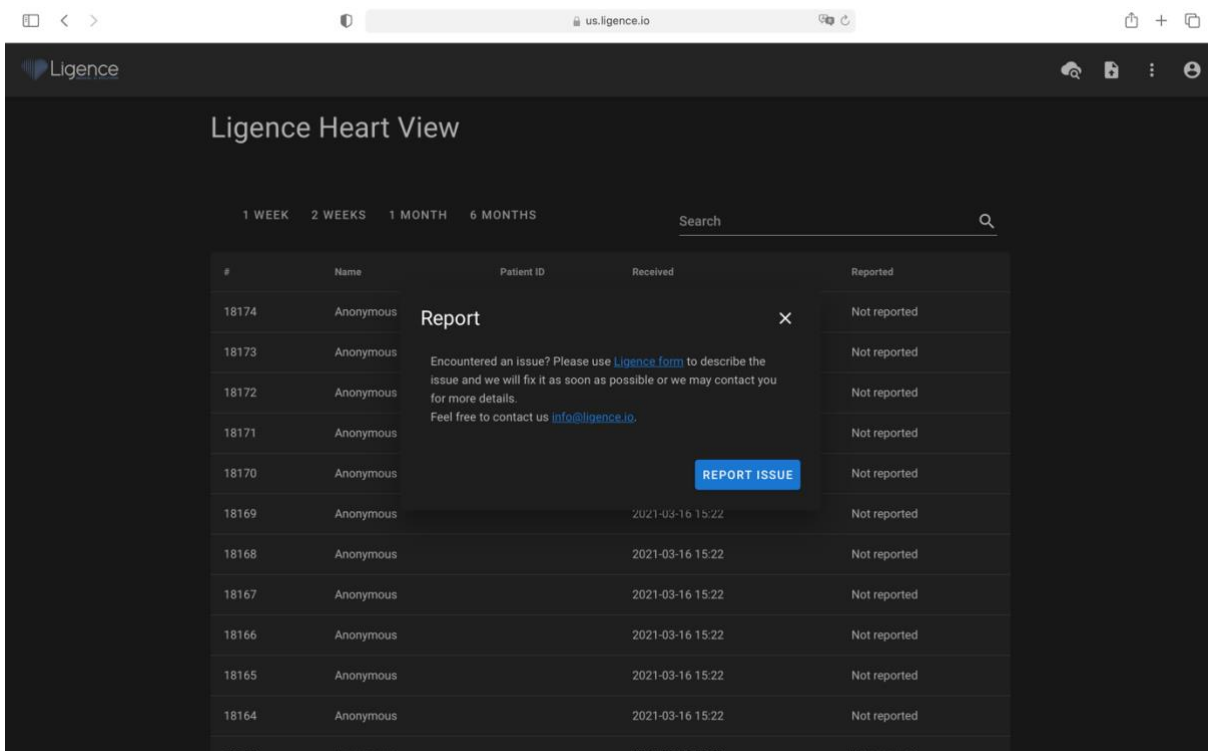 us.ligence.io
Ligence
Ligence Heart View
1 WEEK 2 WEEKS 1 MONTH 6 MONTHS Search
# Name Patient ID Received Reported
18174 Anonymous Not reported
18173 Anonymous Not reported
18172 Anonymous Not reported
18171 Anonymous Not reported
18170 Anonymous Not reported
Report
Encountered an issue? Please use Ligence form to describe the
issue and we will fix it as soon as possible or we may contact you
for more details.
Feel free to contact us info@ligence.io.
REPORT ISSUE
18169 Anonymous 2021-03-16 15:22 Not reported
18168 Anonymous 2021-03-16 15:22 Not reported
18167 Anonymous 2021-03-16 15:22 Not reported
18166 Anonymous 2021-03-16 15:22 Not reported
18165 Anonymous 2021-03-16 15:22 Not reported
18164 Anonymous 2021-03-16 15:22 Not reported